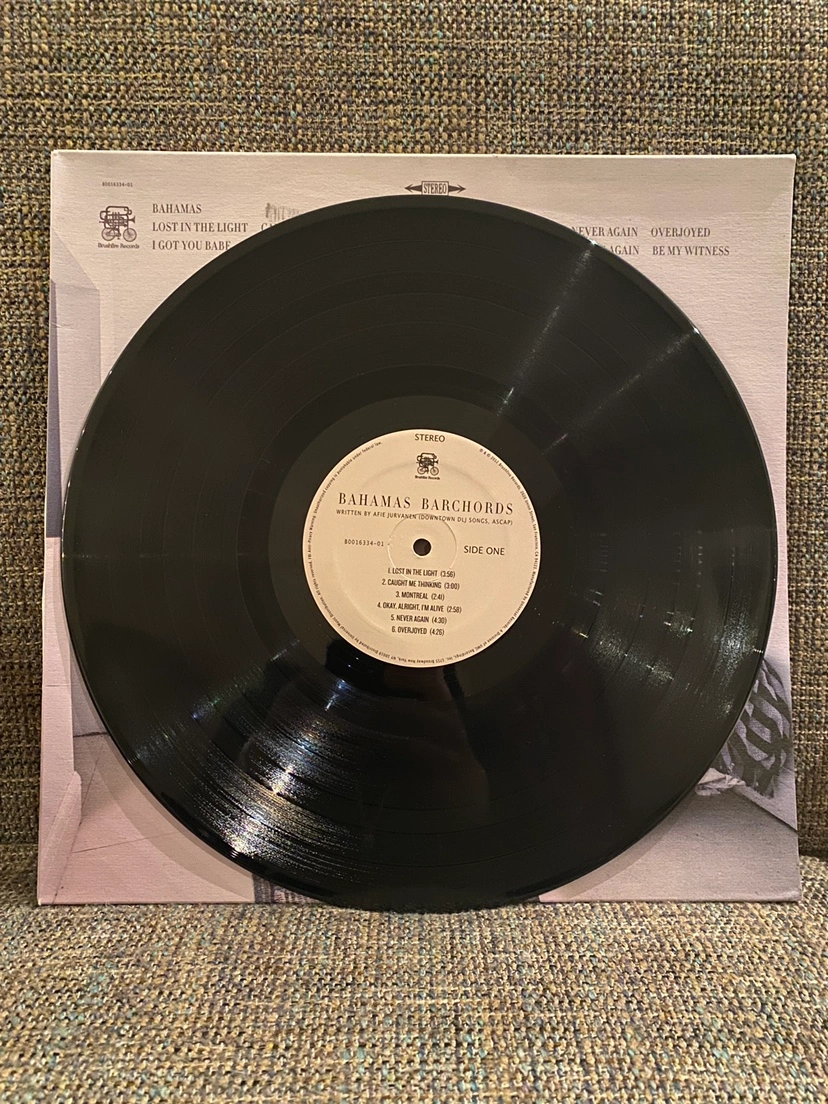 B0016334-01
STEREO
BAHAMAS
LOST IN THE LIGHT
NEVER AGAIN OVERJOYED
Brushfire Records
I GOT YOU BABE
AGAIN BE MY WITNESS
STEREO
Brushfire Records
BAHAMAS BARCHORDS
WRITTEN BY AFIE JURVANEN (DOWNTOWN DLJ SONGS, ASCAP)
B0016334-01
SIDE ONE
1. LOST IN THE LIGHT (3:56)
2. CAUGHT ME THINKING (3:00)
3. MONTREAL (2:41)
4. OKAY, ALRIGHT, I'M ALIVE (2:58)
5. NEVER AGAIN (4:30)
6. OVERJOYED (4:26)